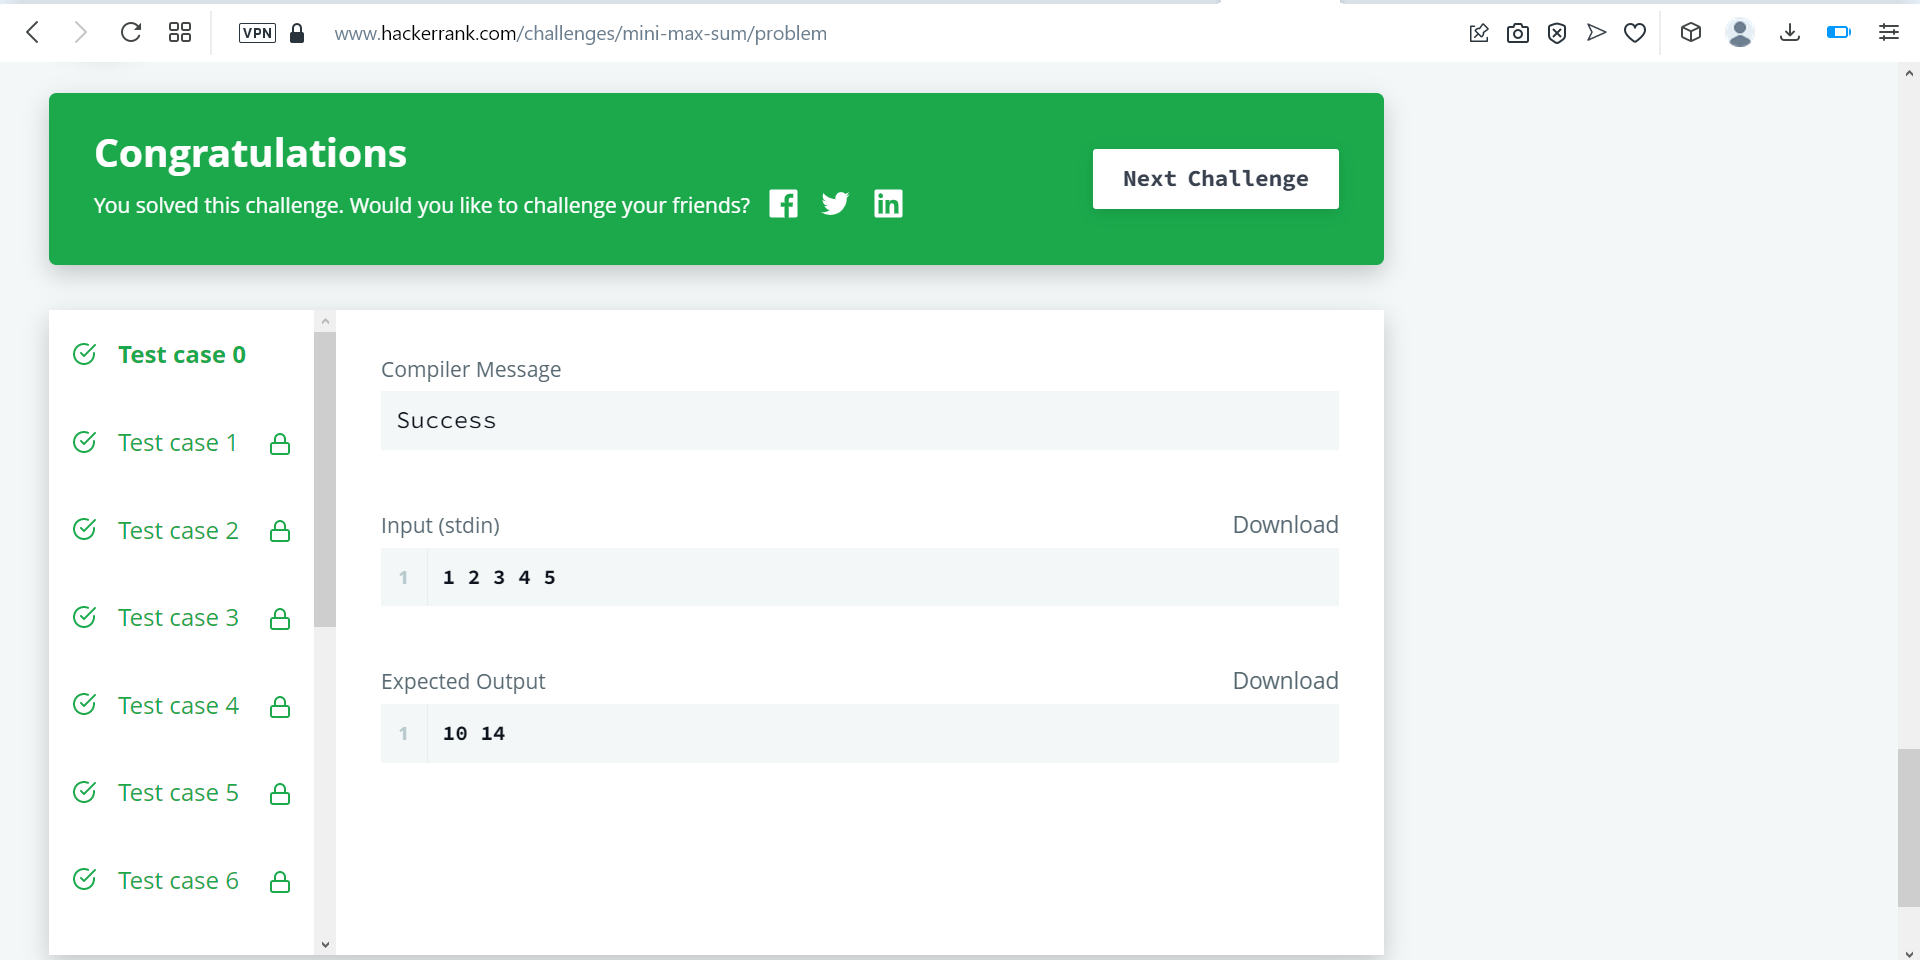 VPN www.hackerrank.com/challenges/mini-max-sum/problem
Congratulations
You solved this challenge. Would you like to challenge your friends?
Next Challenge
Test case 0
Test case 1
Test case 2
Test case 3
Test case 4
Test case 5
Test case 6
Compiler Message
Success
Input (stdin) Download
1 1 2 3 4 5
Expected Output Download
1 10 14